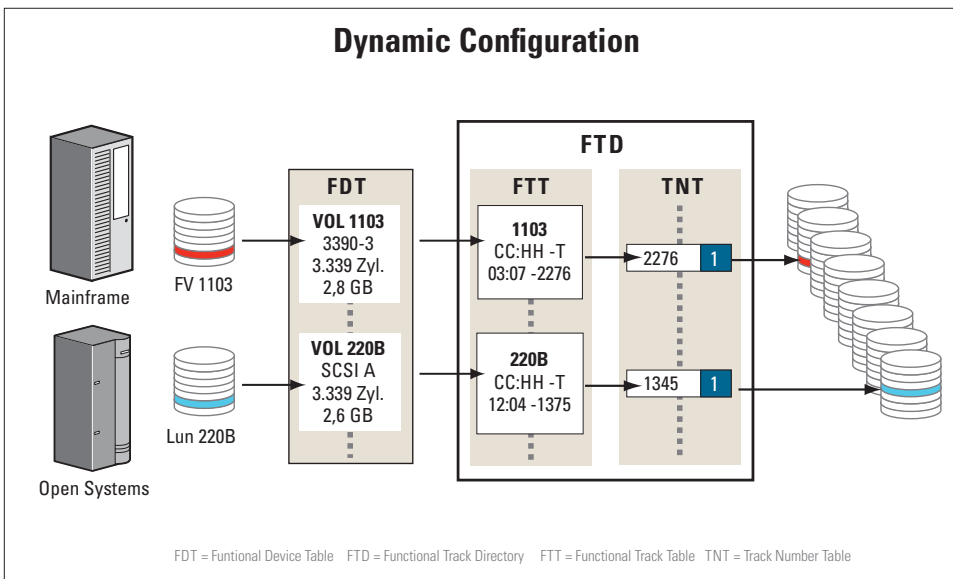 Dynamic Configuration
FTD
FDT
FTT
TNT
VOL 1103
3390-3
3.339 Zyl.
2,8 GB
1103
CC:HH -T
03:07 -2276
2276 1
Mainframe
FV 1103
VOL 220B
SCSI A
3.339 Zyl.
2,6 GB
220B
CC:HH -T
12:04 -1375
1345 1
Lun 220B
Open Systems
FDT = Funtional Device Table FTD = Functional Track Directory FTT = Functional Track Table TNT = Track Number Table